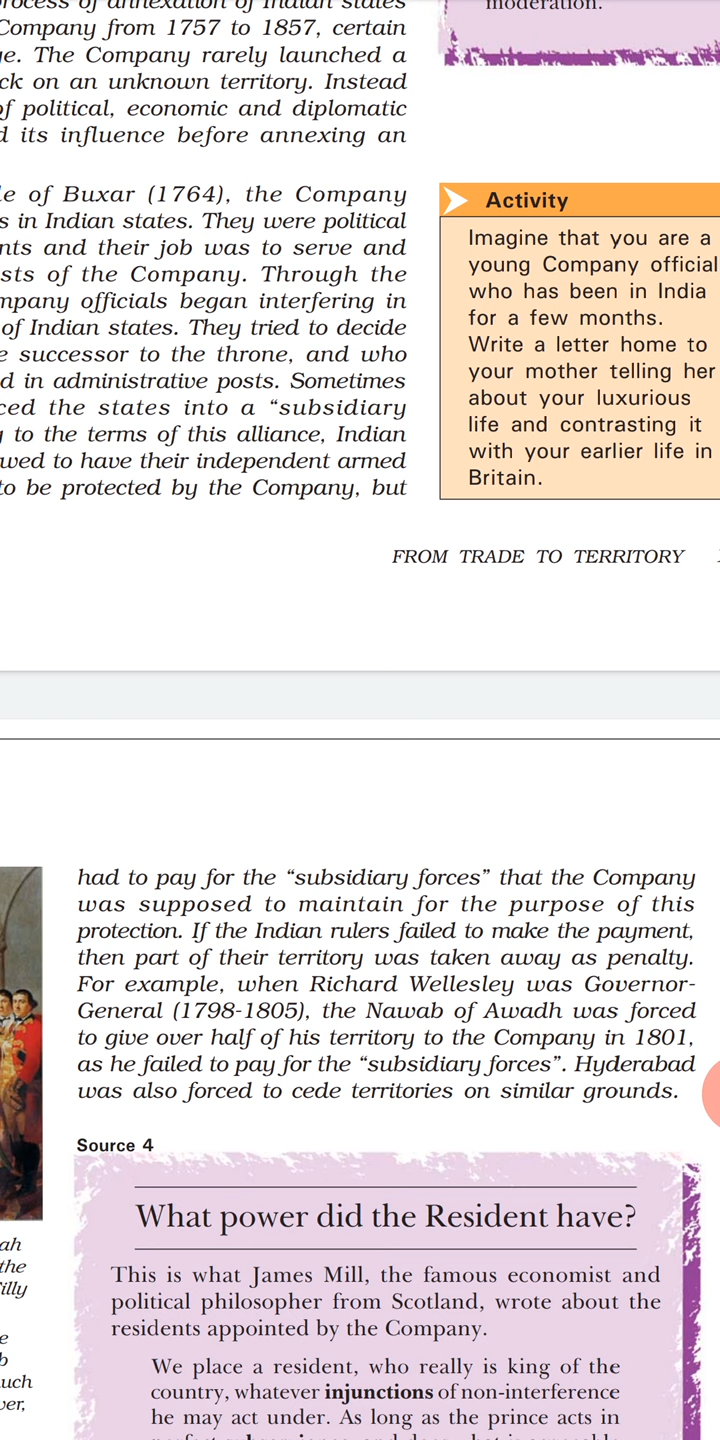 process of annexation of Indian states
Company from 1757 to 1857, certain
The Company rarely launched a
on an unknown territory. Instead
of political, economic and diplomatic
its influence before annexing an
of Buxar (1764), the Company
in Indian states. They were political
and their job was to serve and
of the Company. Through the
officials began interfering in
of Indian states. They tried to decide
successor to the throne, and who
in administrative posts. Sometimes
the states into a “subsidiary
to the terms of this alliance, Indian
to have their independent armed
to be protected by the Company, but
moderation.
Activity
Imagine that you are a
young Company official
who has been in India
for a few months.
Write a letter home to
your mother telling her
about your luxurious
life and contrasting it
with your earlier life in
Britain.
FROM TRADE TO TERRITORY
had to pay for the “subsidiary forces” that the Company
was supposed to maintain for the purpose of this
protection. If the Indian rulers failed to make the payment,
then part of their territory was taken away as penalty.
For example, when Richard Wellesley was Governor-
General (1798-1805), the Nawab of Awadh was forced
to give over half of his territory to the Company in 1801,
as he failed to pay for the “subsidiary forces”. Hyderabad
was also forced to cede territories on similar grounds.
the
Source 4
What power did the Resident have?
This is what James Mill, the famous economist and
political philosopher from Scotland, wrote about the
residents appointed by the Company.
We place a resident, who really is king of the
country, whatever injunctions of non-interference
he may act under. As long as the prince acts in